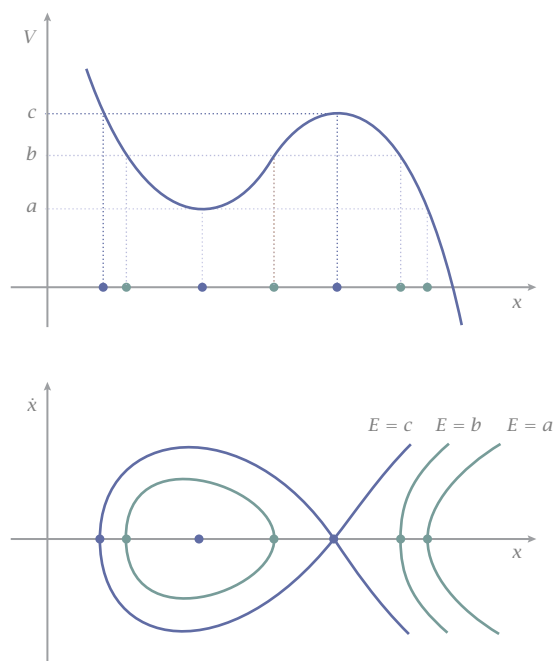 V
c
b
a
x
ẋ
E = c E = b E = a
x